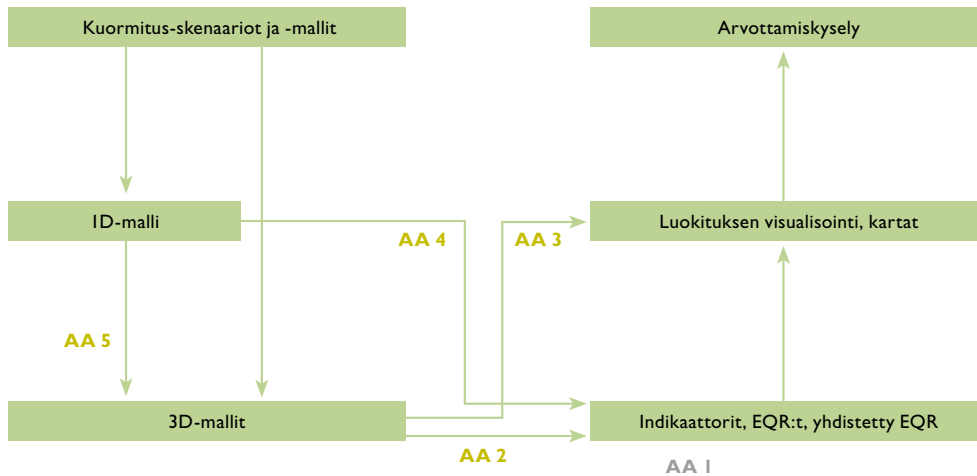 Kuormitus-skenaariot ja -mallit
Arvottamiskysely
1D-malli
Luokituksen visualisointi, kartat
AA 4
AA 3
AA 5
3D-mallit
Indikaattorit, EQR:t, yhdistetty EQR
AA 2
AA 1